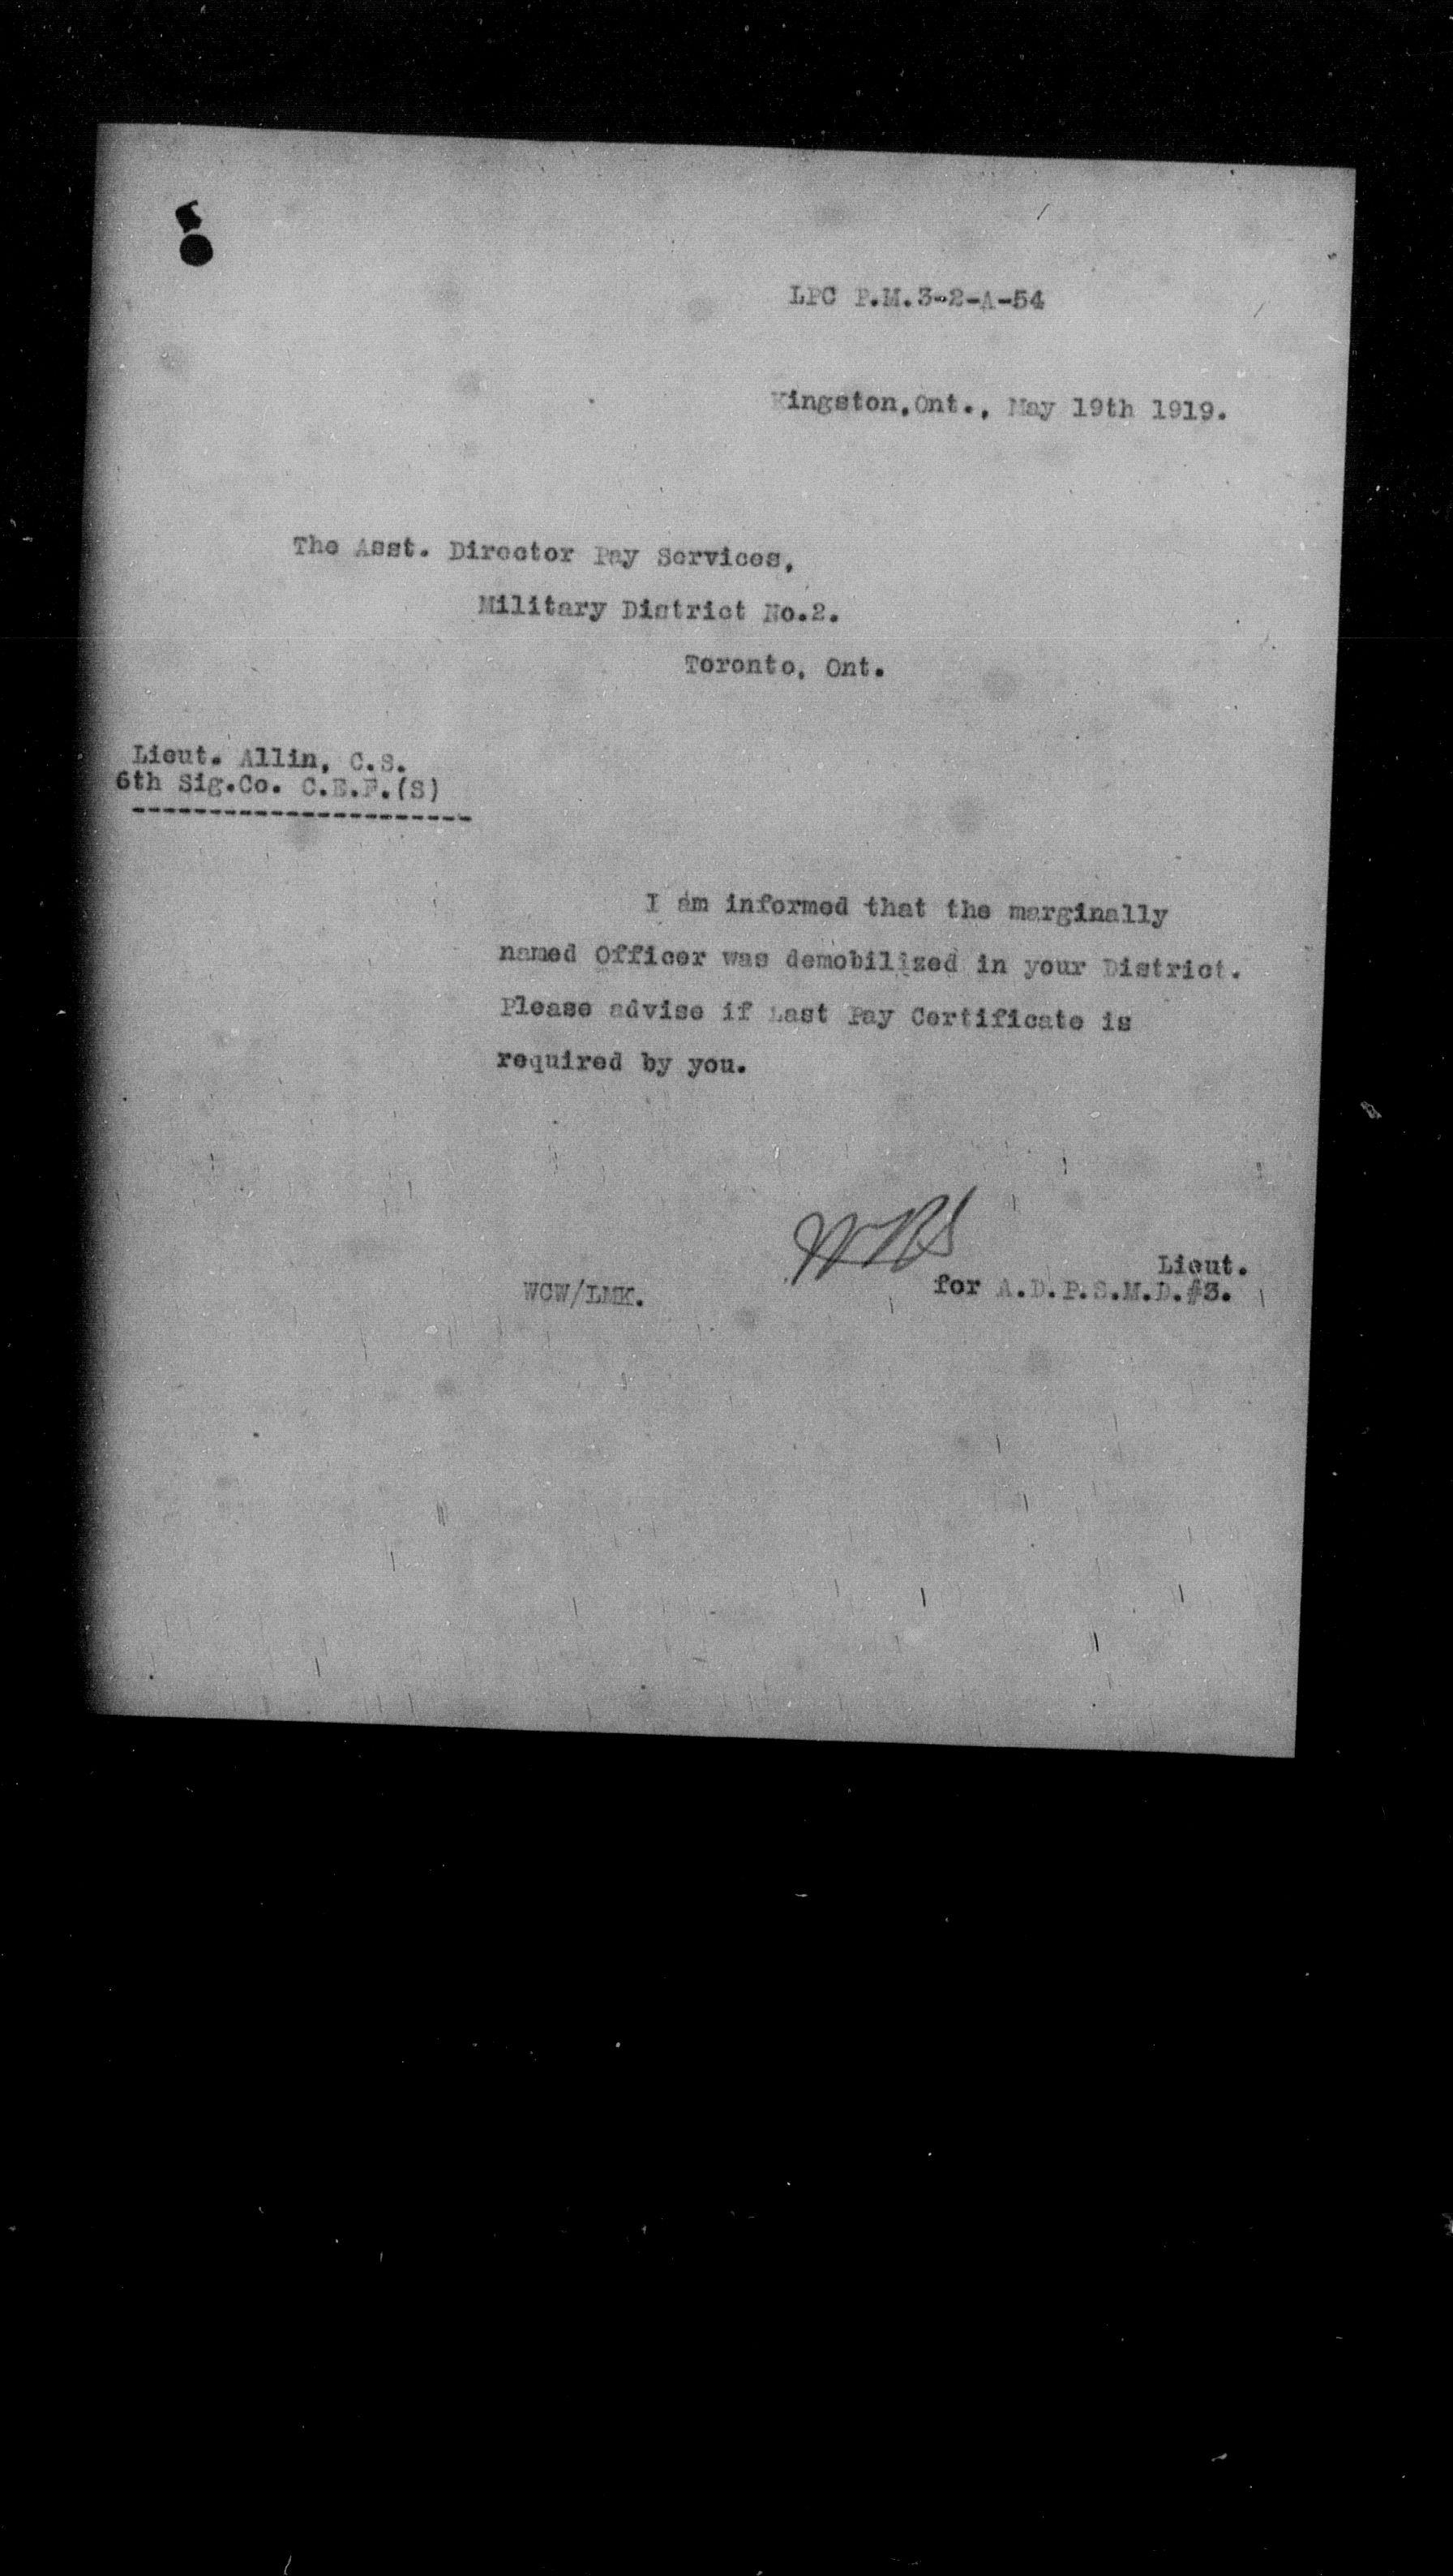 LPC P.M.3-2-A-54
Kingston,Ont., May 19th 1919.
The Asst. Director Pay Services,
Military District No.2.
Toronto, Ont.
Lieut. Allin, C.S.
6th Sig.Co. C.E.F.(S)
----------------------
I am informed that the marginally
named Officer was demobilized in your District.
Please advise if Last Pay Certificate is
required by you.
Lieut.
WCW/LMK.
for A.D.P.S.M.D.#3.